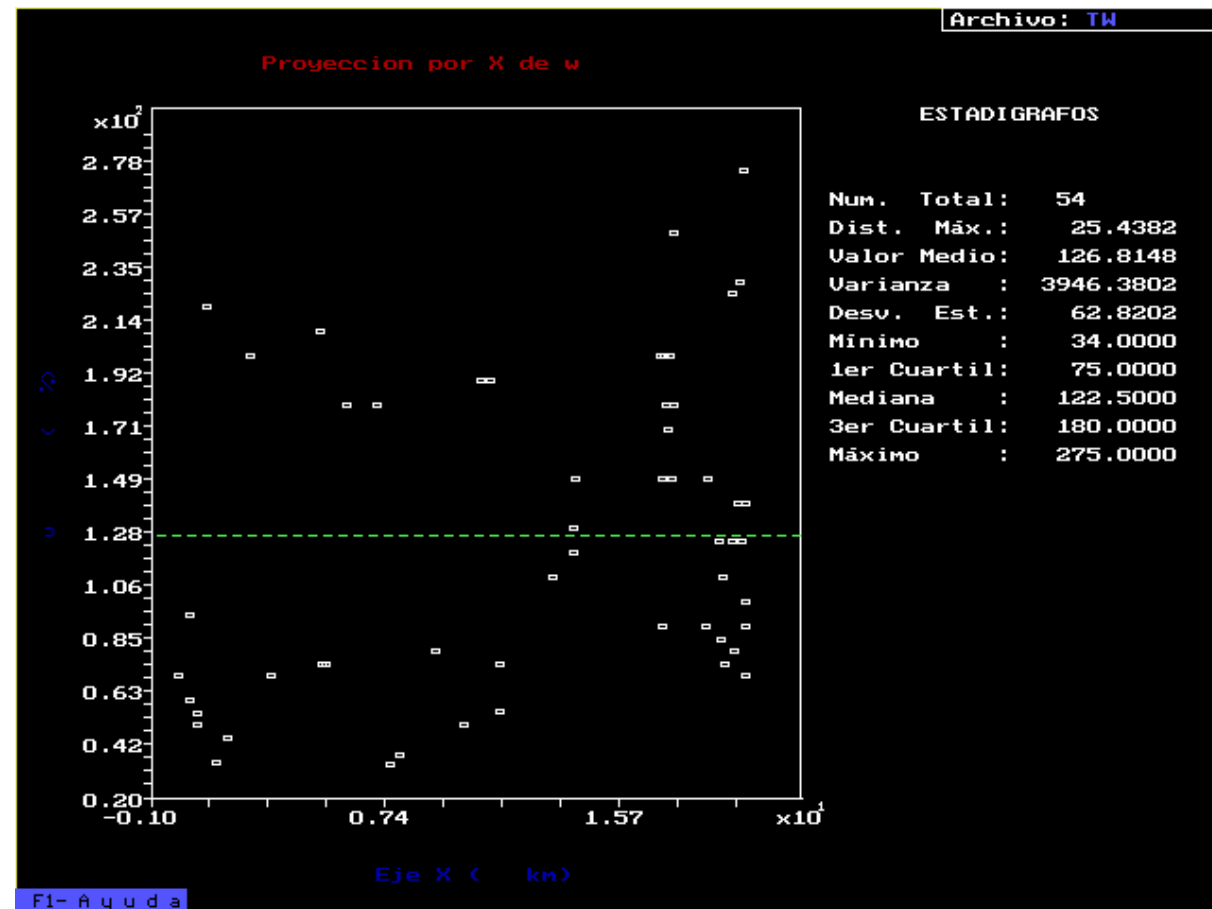 Archivo: TW
Proyeccion por X de w
x10²
2.78
2.57
2.35
2.14
1.92
1.71
1.49
1.28
1.06
0.85
0.63
0.42
0.20
-0.10
0.74
1.57
x10¹
Eje X ( km)
ESTADIGRAFOS
Num. Total: 54
Dist. Máx.: 25.4382
Valor Medio: 126.8148
Varianza : 3946.3802
Desv. Est.: 62.8202
Mínimo : 34.0000
1er Cuartil: 75.0000
Mediana : 122.5000
3er Cuartil: 180.0000
Máximo : 275.0000
F1- A y u d a